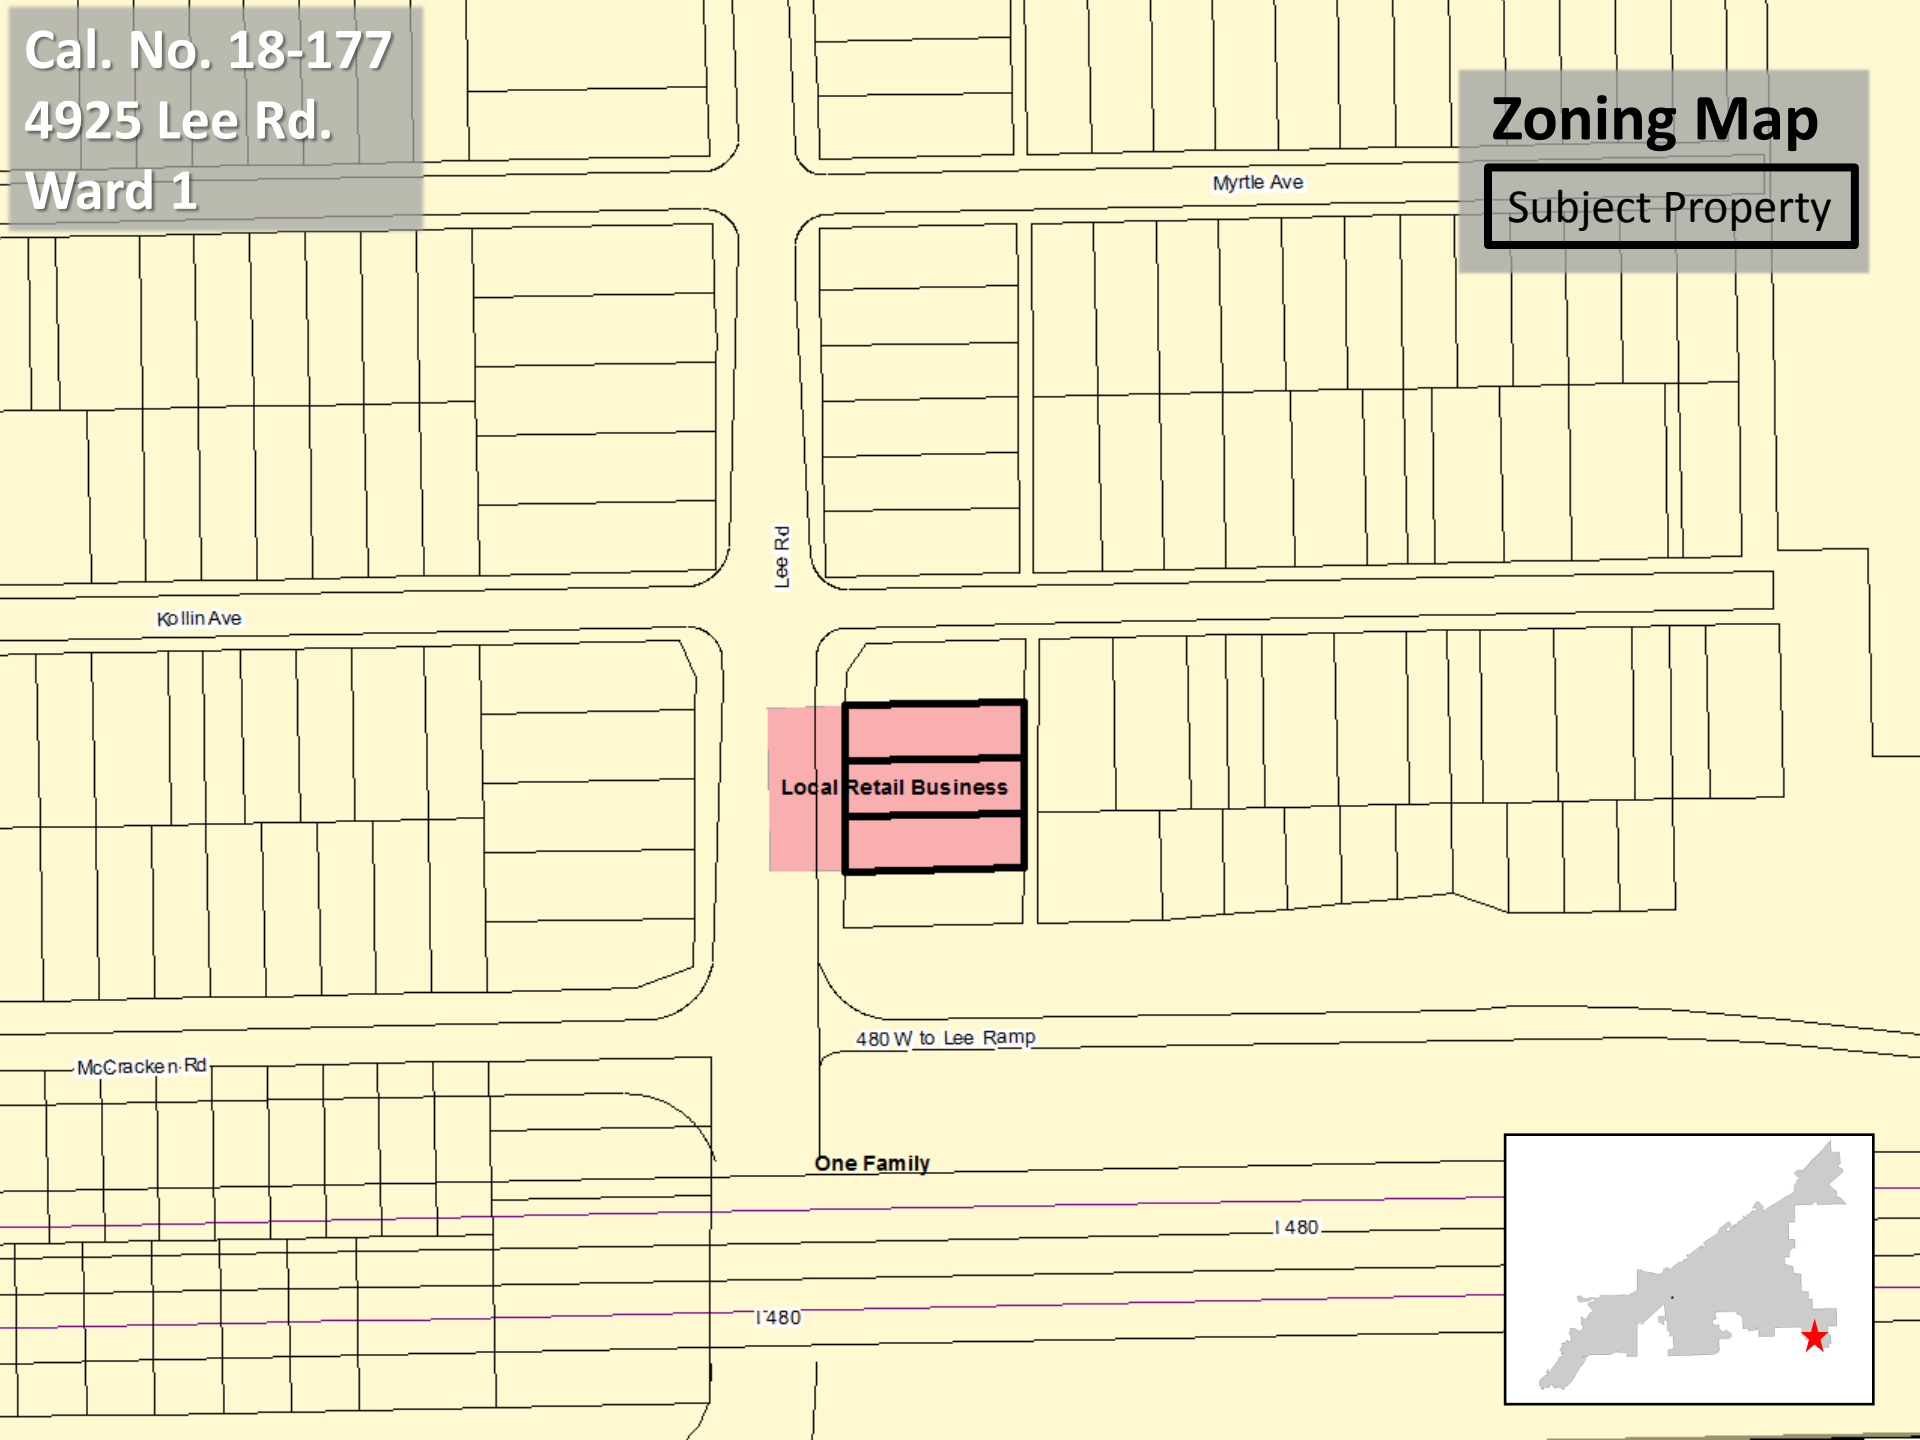 Cal. No. 18-177
4925 Lee Rd.
Ward 1
Zoning Map
Subject Property
Myrtle Ave
Lee Rd
Kollin Ave
Local Retail Business
480 W to Lee Ramp
McCracken Rd
One Family
I 480
I 480